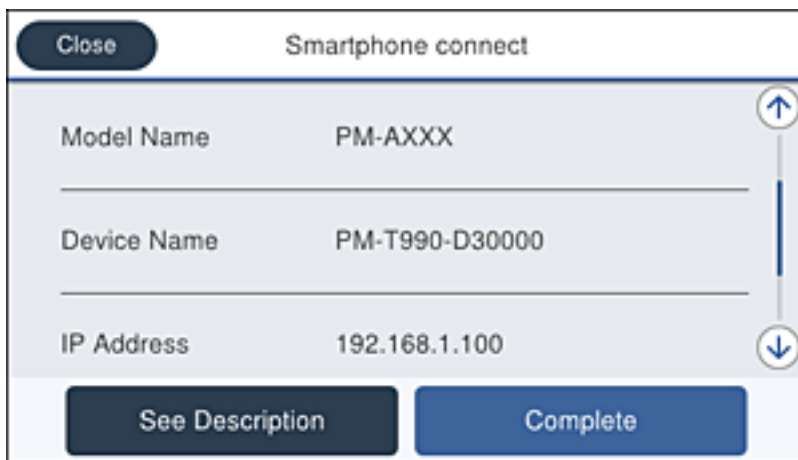 Close Smartphone connect
Model Name PM-AXXX
Device Name PM-T990-D30000
IP Address 192.168.1.100
See Description Complete